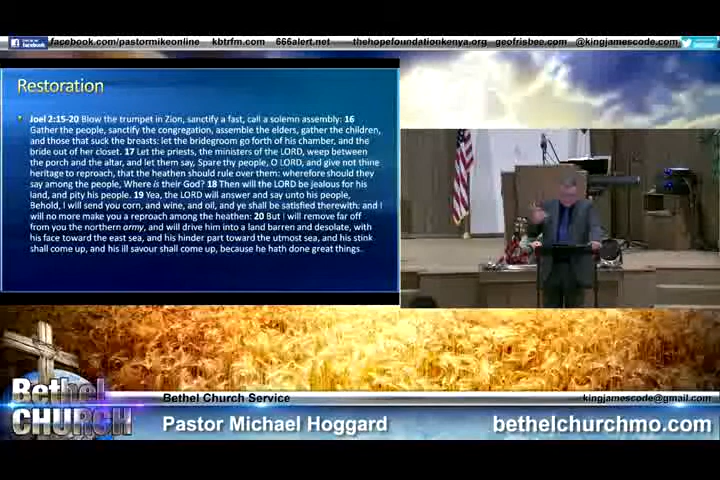 facebook.com/pastormikeonline kbtrfm.com 666alert.net thehopefoundationkenya.org geofrisbee.com @kingjamescode.com
facebook
Restoration
Joel 2:15-20 Blow the trumpet in Zion, sanctify a fast, call a solemn assembly: 16
Gather the people, sanctify the congregation, assemble the elders, gather the children,
and those that suck the breasts: let the bridegroom go forth of his chamber, and the
bride out of her closet. 17 Let the priests, the ministers of the LORD, weep between
the porch and the altar, and let them say, Spare thy people, O LORD, and give not thine
heritage to reproach, that the heathen should rule over them: wherefore should they
say among the people, Where is their God? 18 Then will the LORD be jealous for his
land, and pity his people. 19 Yea, the LORD will answer and say unto his people,
Behold, I will send you corn, and wine, and oil, and ye shall be satisfied therewith: and I
will no more make you a reproach among the heathen: 20 But I will remove far off
from you the northern army, and will drive him into a land barren and desolate, with
his face toward the east sea, and his hinder part toward the utmost sea, and his stink
shall come up, and his ill savour shall come up, because he hath done great things.
Bethel
CHURCH
Bethel Church Service
kingjamescode@gmail.com
Pastor Michael Hoggard
bethelchurchmo.com